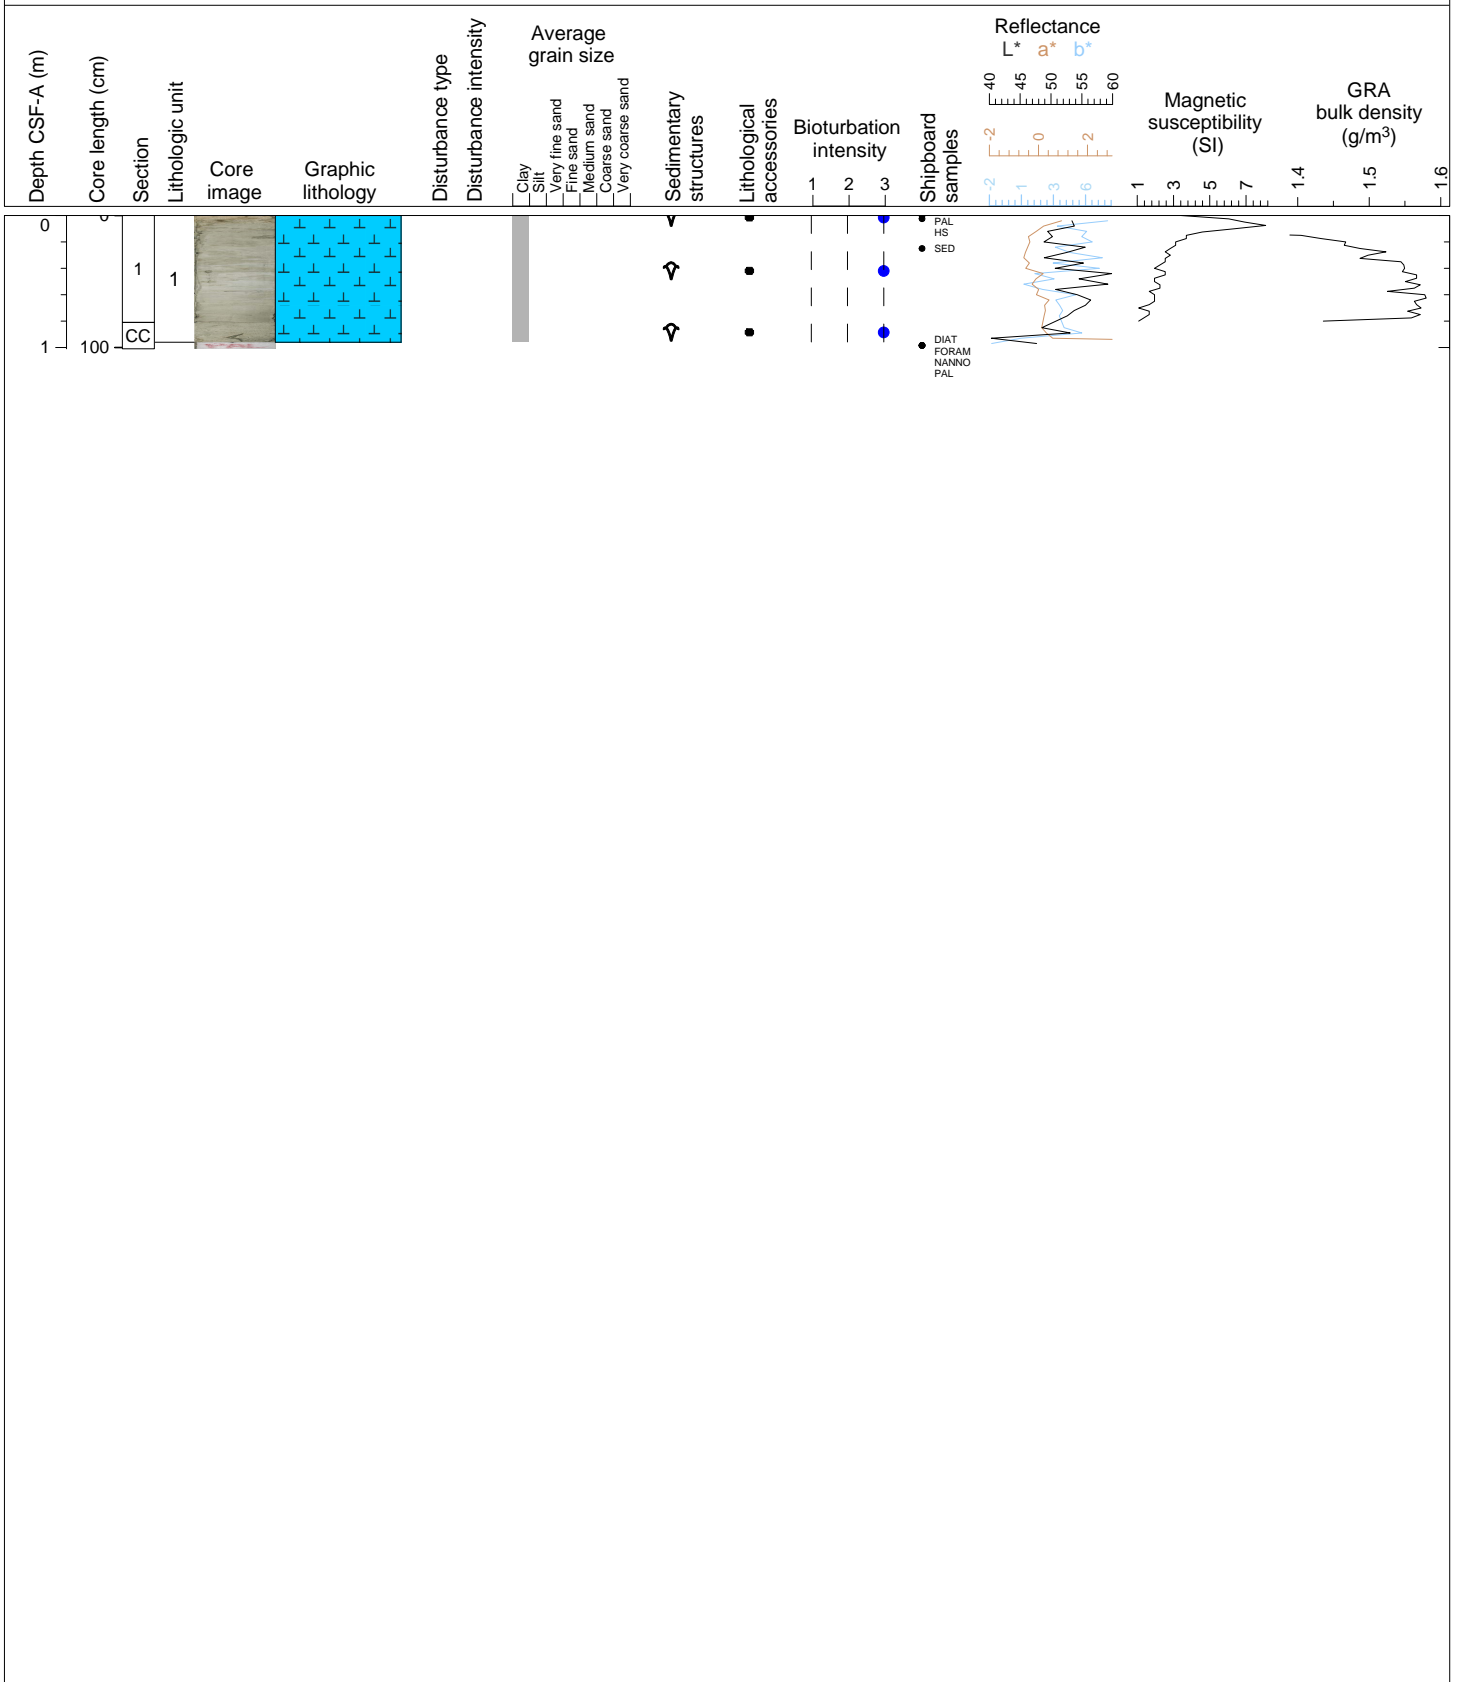 Depth CSF-A (m)
Core length (cm)
Section
Lithologic unit
Core
image
Graphic
lithology
Disturbance type
Disturbance intensity
Average
grain size
Clay
Silt
Very fine sand
Fine sand
Medium sand
Coarse sand
Very coarse sand
Sedimentary
structures
Lithological
accessories
Bioturbation
intensity
1 2 3
Shipboard
samples
Reflectance
L* a* b*
40 45 50 55 60
-2 0 2
-2 1 3 6
Magnetic
susceptibility
(SI)
1 3 5 7
GRA
bulk density
(g/m³)
1.4 1.5 1.6
0
0
1
1
CC
1
100
PAL
HS
SED
DIAT
FORAM
NANNO
PAL